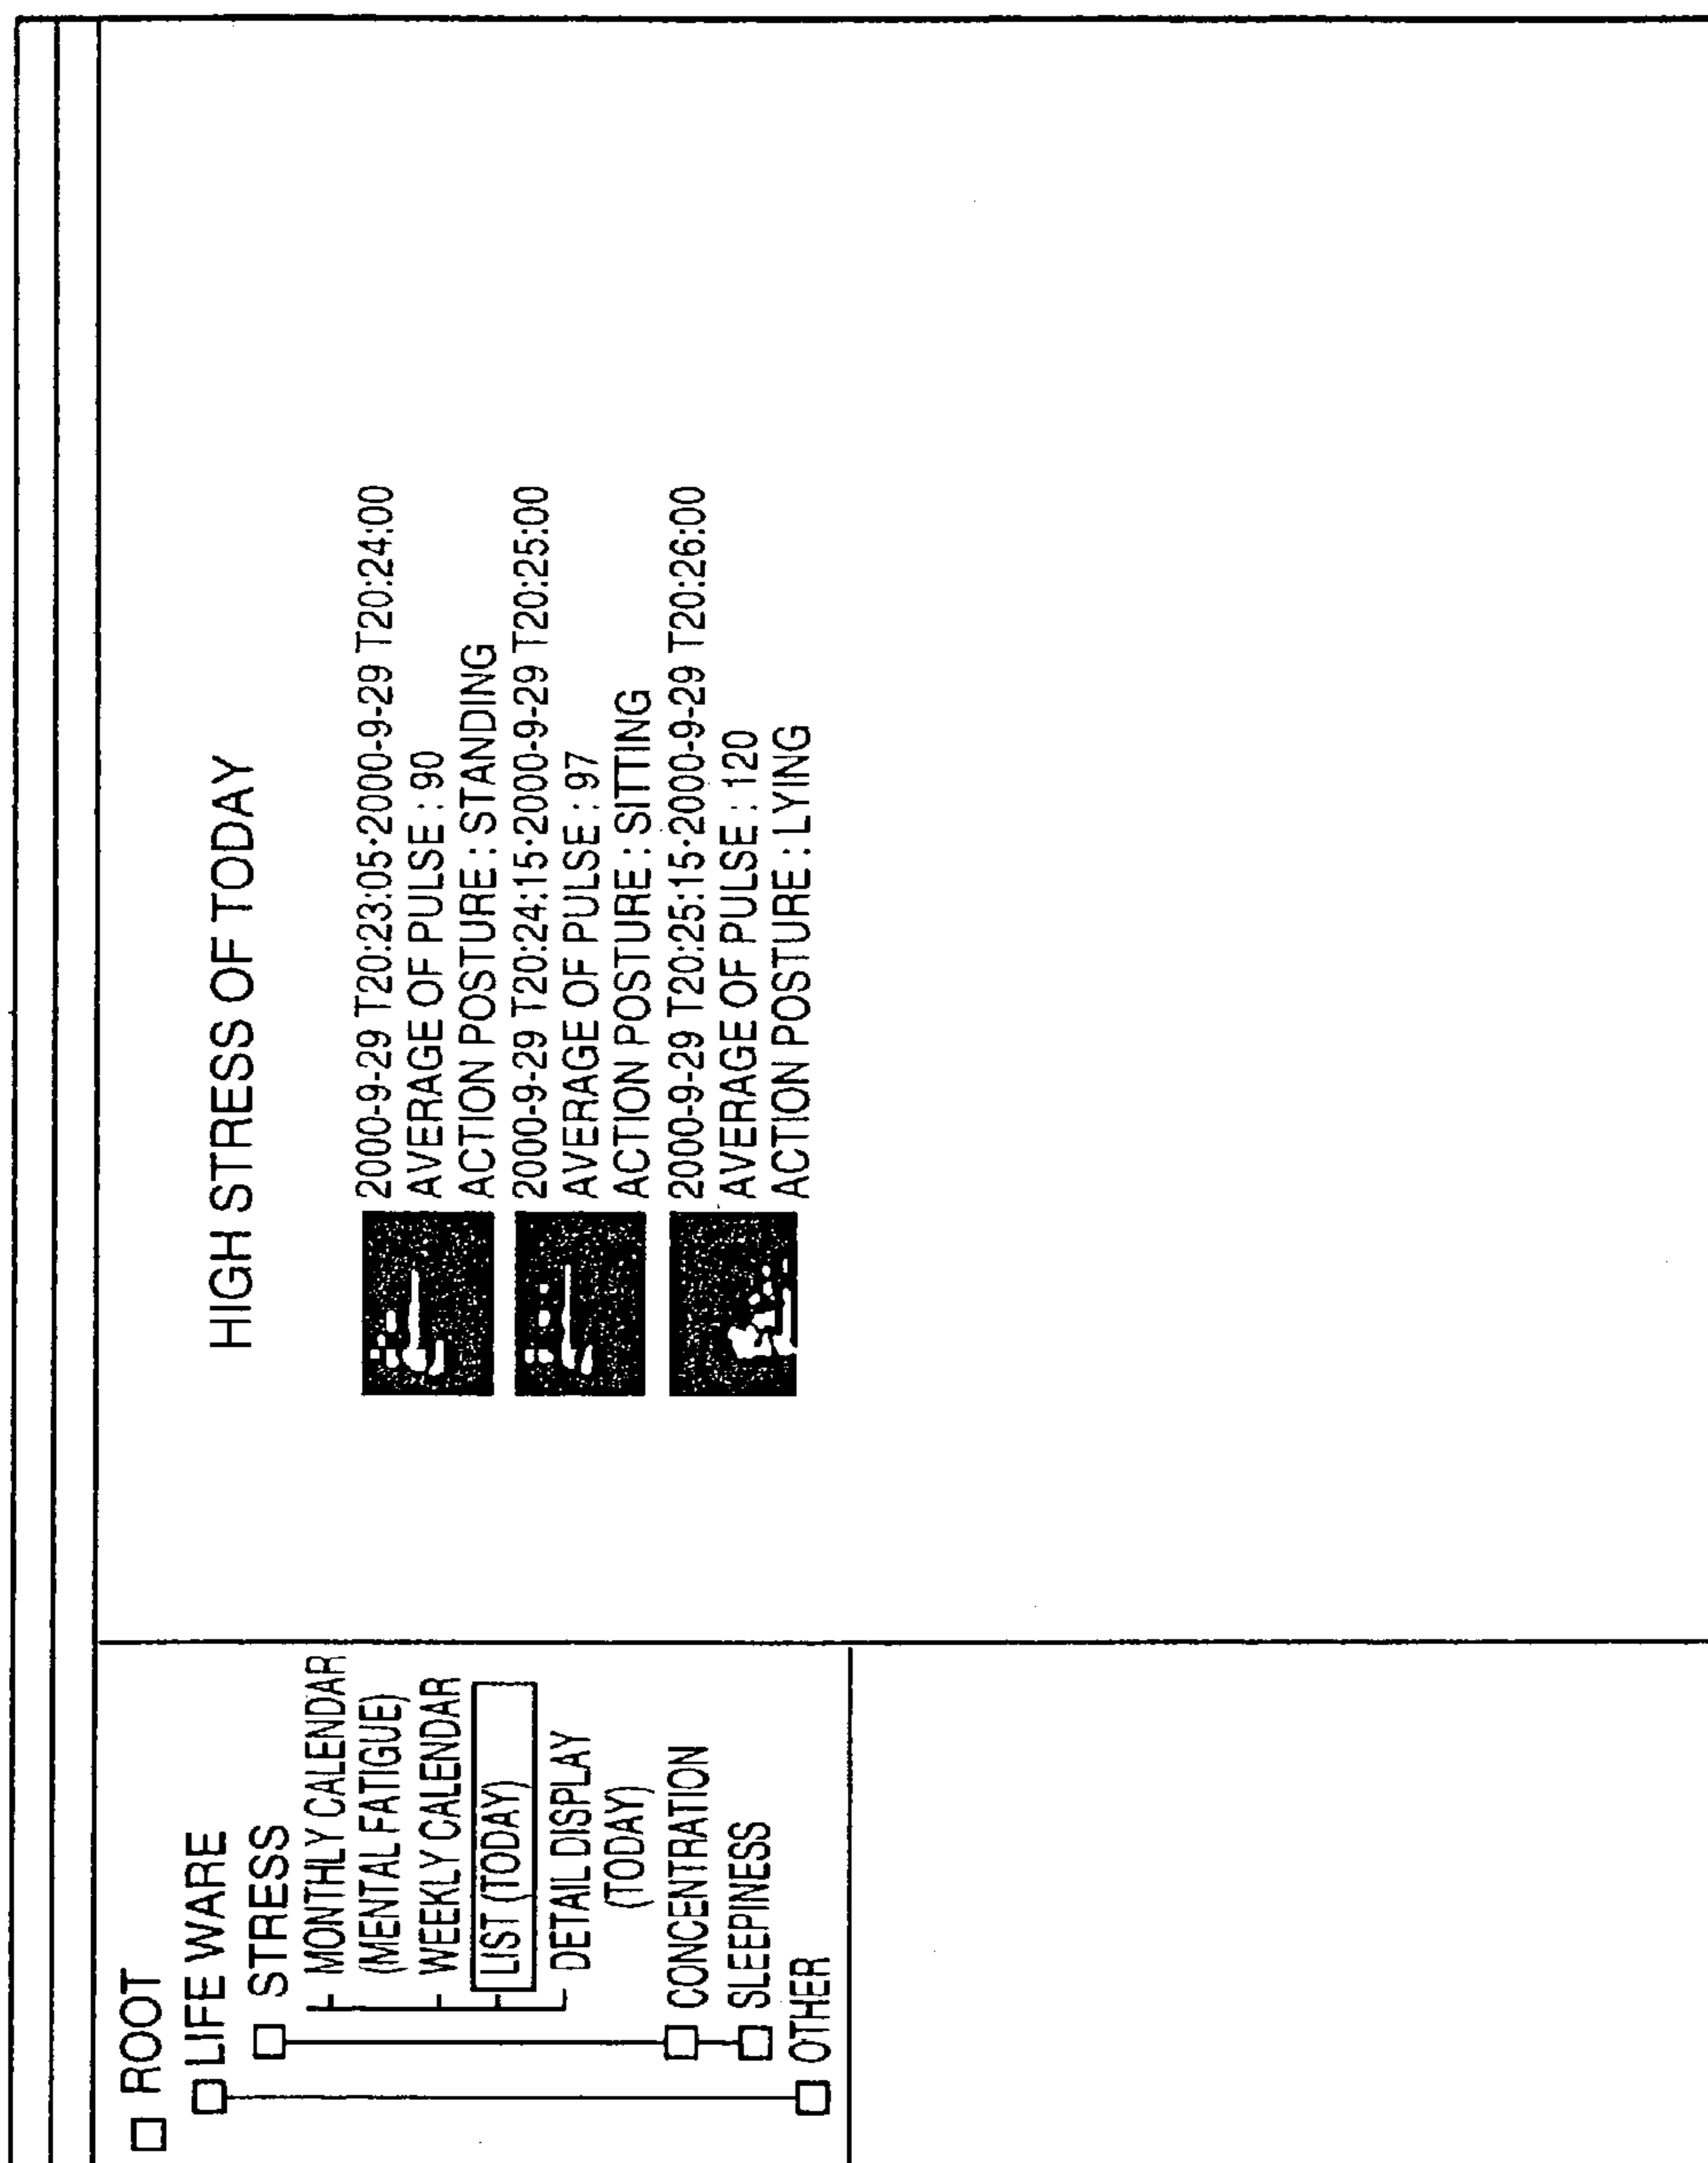 ROOT
LIFE WARE
STRESS
MONTHLY CALENDAR
(MENTAL FATIGUE)
WEEKLY CALENDAR
LIST (TODAY)
DETAIL DISPLAY
(TODAY)
CONCENTRATION
SLEEPINESS
OTHER
HIGH STRESS OF TODAY
2000-9-29 T20:23:05·2000-9-29 T20:24:00
AVERAGE OF PULSE : 90
ACTION POSTURE : STANDING
2000-9-29 T20:24:15·2000-9-29 T20:25:00
AVERAGE OF PULSE : 97
ACTION POSTURE : SITTING
2000-9-29 T20:25:15·2000-9-29 T20:26:00
AVERAGE OF PULSE : 120
ACTION POSTURE : LYING